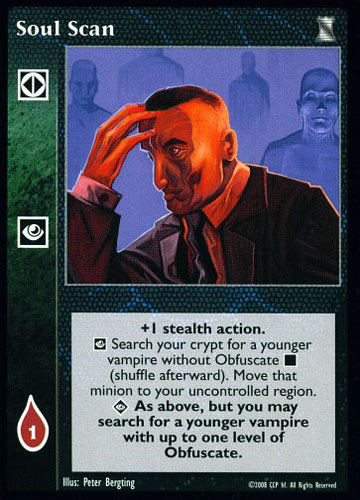 Soul Scan
+1 stealth action.
Search your crypt for a younger
vampire without Obfuscate
(shuffle afterward). Move that
minion to your uncontrolled region.
As above, but you may
search for a younger vampire
with up to one level of
Obfuscate.
1
Illus: Peter Bergting
©2008 CCP hf. All Rights Reserved